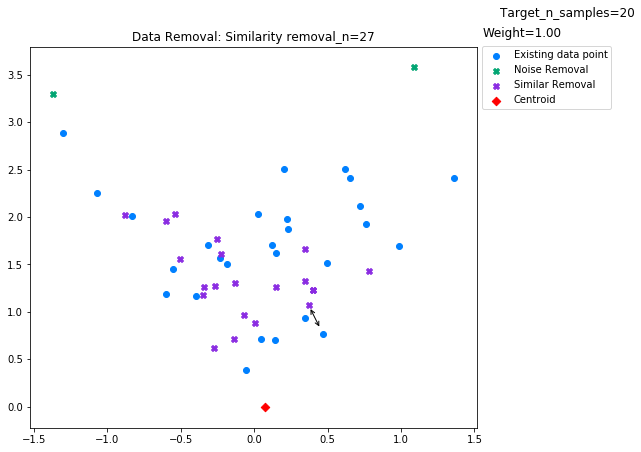 Target_n_samples=20
Weight=1.00
Data Removal: Similarity removal_n=27
Existing data point
Noise Removal
Similar Removal
Centroid
3.5
3.0
2.5
2.0
1.5
1.0
0.5
0.0
−1.5 −1.0 −0.5 0.0 0.5 1.0 1.5